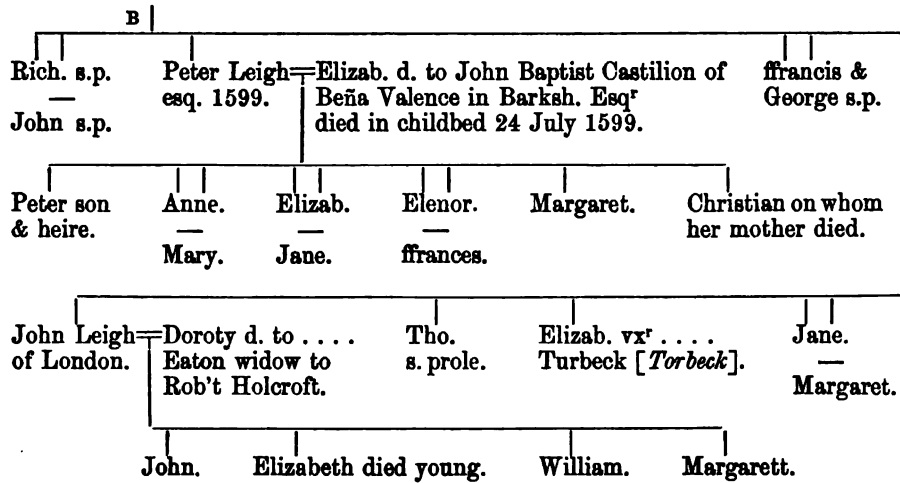 B
Rich. s.p. Peter Leigh Elizab. d. to John Baptist Castilion of ffrancis &
— esq. 1599. Beña Valence in Barksh. Esqʳ George s.p.
John s.p. died in childbed 24 July 1599.
Peter son Anne. Elizab. Elenor. Margaret. Christian on whom
& heire. — — — her mother died.
Mary. Jane. ffrances.
John Leigh Doroty d. to .... Tho. Elizab. vxʳ .... Jane.
of London. Eaton widow to s. prole. Turbeck [Torbeck]. —
Rob't Holcroft. Margaret.
John. Elizabeth died young. William. Margarett.